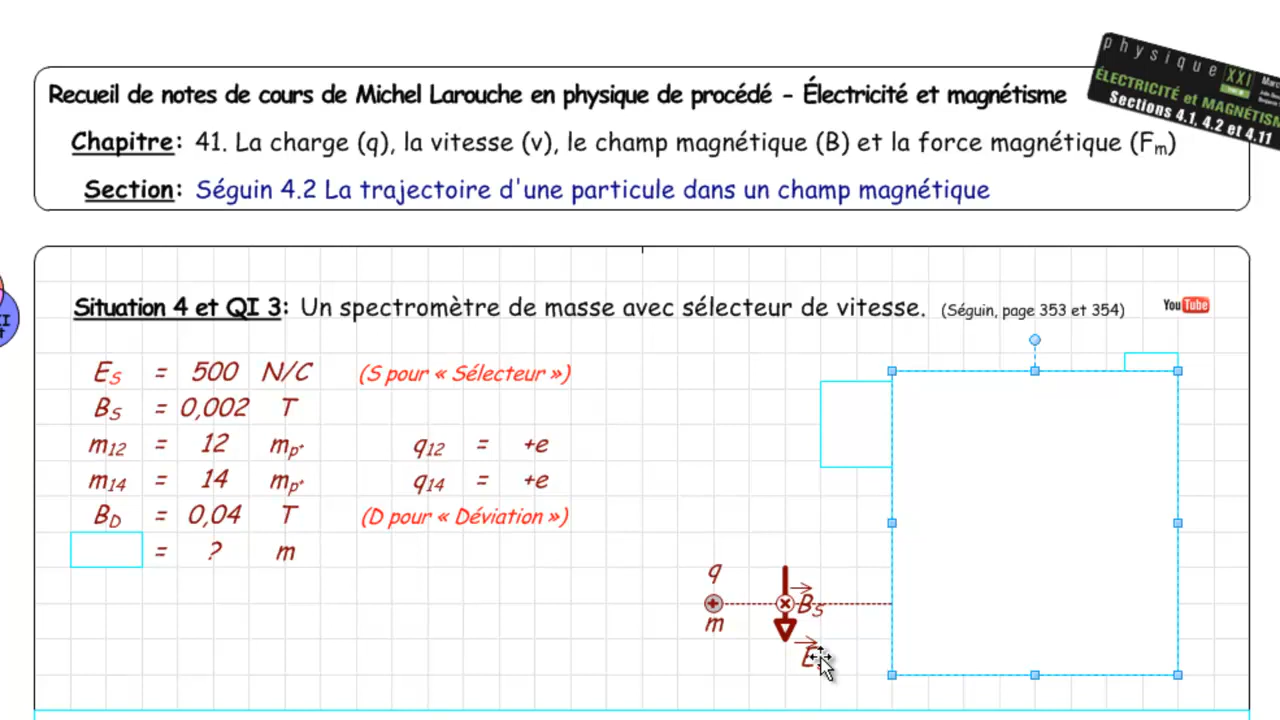 physique XXI
ÉLECTRICITÉ et MAGNÉTISM
Sections 4.1, 4.2 et 4.11
Recueil de notes de cours de Michel Larouche en physique de procédé - Électricité et magnétisme
Chapitre: 41. La charge (q), la vitesse (v), le champ magnétique (B) et la force magnétique (Fm)
Section: Séguin 4.2 La trajectoire d'une particule dans un champ magnétique
Situation 4 et QI 3: Un spectromètre de masse avec sélecteur de vitesse. (Séguin, page 353 et 354) YouTube
ES = 500 N/C (S pour « Sélecteur »)
BS = 0,002 T
m12 = 12 mp+ q12 = +e
m14 = 14 mp+ q14 = +e
BD = 0,04 T (D pour « Déviation »)
= ? m
q
+ × BS
m
E